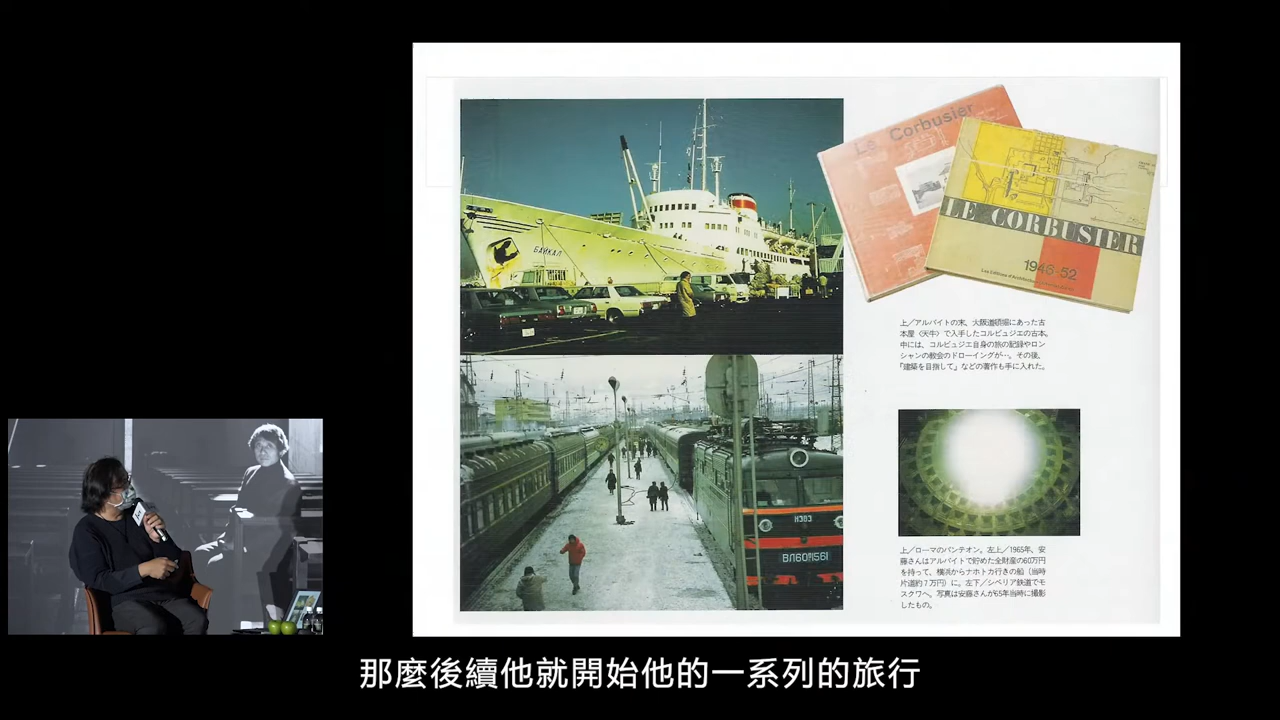 БАЙКАЛ
НЭВЗ
ВЛ60
1561
Le Corbusier
LE CORBUSIER
1946-52
上／アルバイトの末、大阪道頓堀にあった古
本屋〈天牛〉で入手したコルビュジエの古本。
中には、コルビュジエ自身の旅の記録やロン
シャンの教会のドローイングが…。その後、
『建築を目指して』などの著作も手に入れた。
上／ローマのパンテオン。左上／1965年、安
藤さんはアルバイトで貯めた全財産の60万円
を持って、横浜からナホトカ行きの船（当時
片道約7万円）に。左下／シベリア鉄道でモ
スクワへ。写真は安藤さんが65年当時に撮影
したもの。
那麼後續他就開始他的一系列的旅行